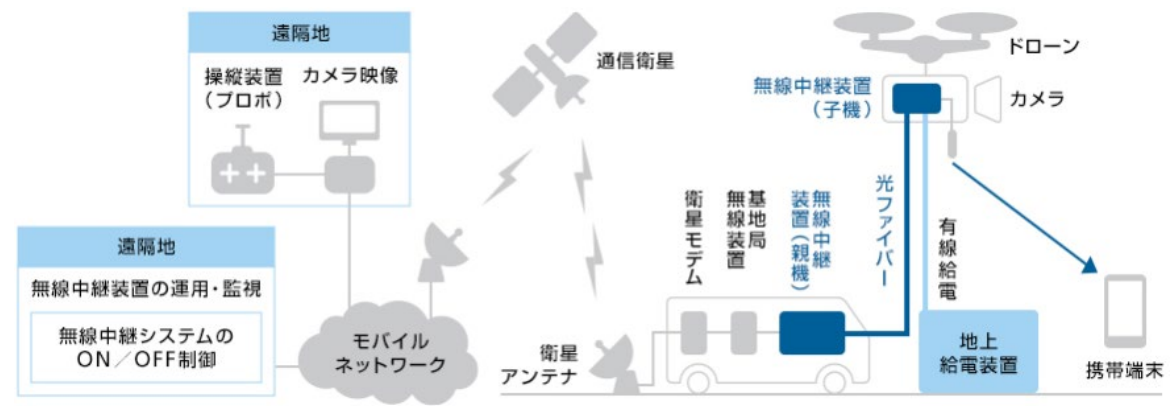 遠隔地
操縦装置
（プロポ）
カメラ映像
遠隔地
無線中継装置の運用・監視
無線中継システムの
ON／OFF制御
モバイル
ネットワーク
通信衛星
衛星
アンテナ
衛星モデム
基地局
無線装置
無線中継
装置（親機）
光ファイバー
有線給電
無線中継装置
（子機）
ドローン
カメラ
地上
給電装置
携帯端末